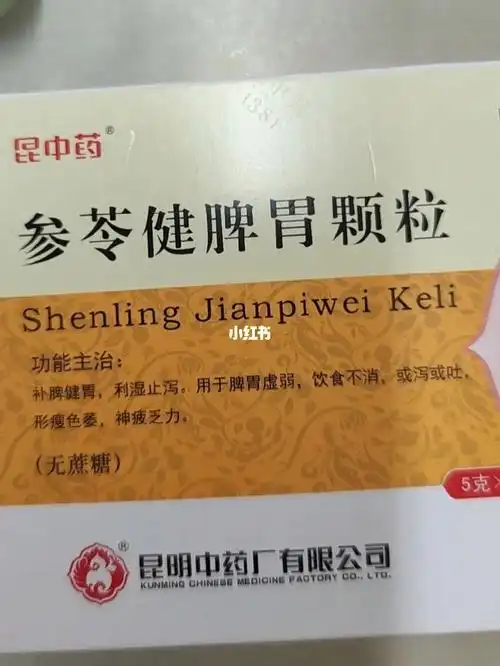 1381
昆中药®
参苓健脾胃颗粒
Shenling Jianpiwei Keli
小红书
功能主治：
补脾健胃，利湿止泻。用于脾胃虚弱，饮食不消，或泻或吐，
形瘦色萎，神疲乏力。
(无蔗糖)
5克×
®
昆明中药厂有限公司
KUNMING CHINESE MEDICINE FACTORY CO., LTD.